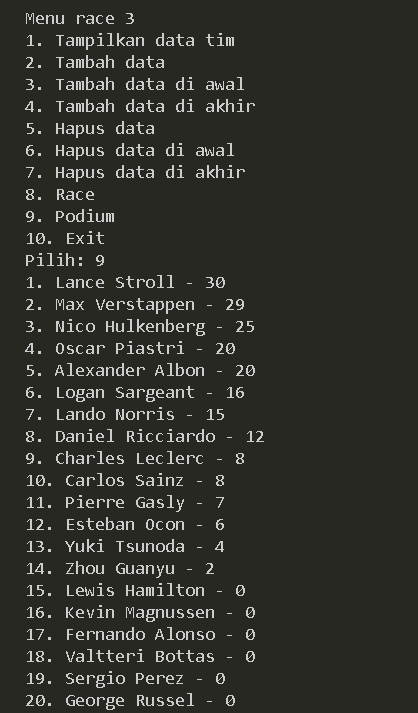 Menu race 3
1. Tampilkan data tim
2. Tambah data
3. Tambah data di awal
4. Tambah data di akhir
5. Hapus data
6. Hapus data di awal
7. Hapus data di akhir
8. Race
9. Podium
10. Exit
Pilih: 9
1. Lance Stroll - 30
2. Max Verstappen - 29
3. Nico Hulkenberg - 25
4. Oscar Piastri - 20
5. Alexander Albon - 20
6. Logan Sargeant - 16
7. Lando Norris - 15
8. Daniel Ricciardo - 12
9. Charles Leclerc - 8
10. Carlos Sainz - 8
11. Pierre Gasly - 7
12. Esteban Ocon - 6
13. Yuki Tsunoda - 4
14. Zhou Guanyu - 2
15. Lewis Hamilton - 0
16. Kevin Magnussen - 0
17. Fernando Alonso - 0
18. Valtteri Bottas - 0
19. Sergio Perez - 0
20. George Russel - 0